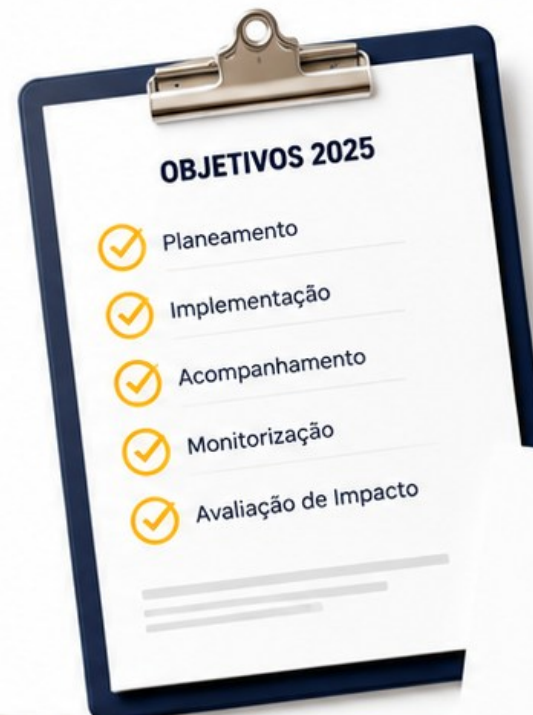 OBJETIVOS 2025
Planeamento
Implementação
Acompanhamento
Monitorização
Avaliação de Impacto